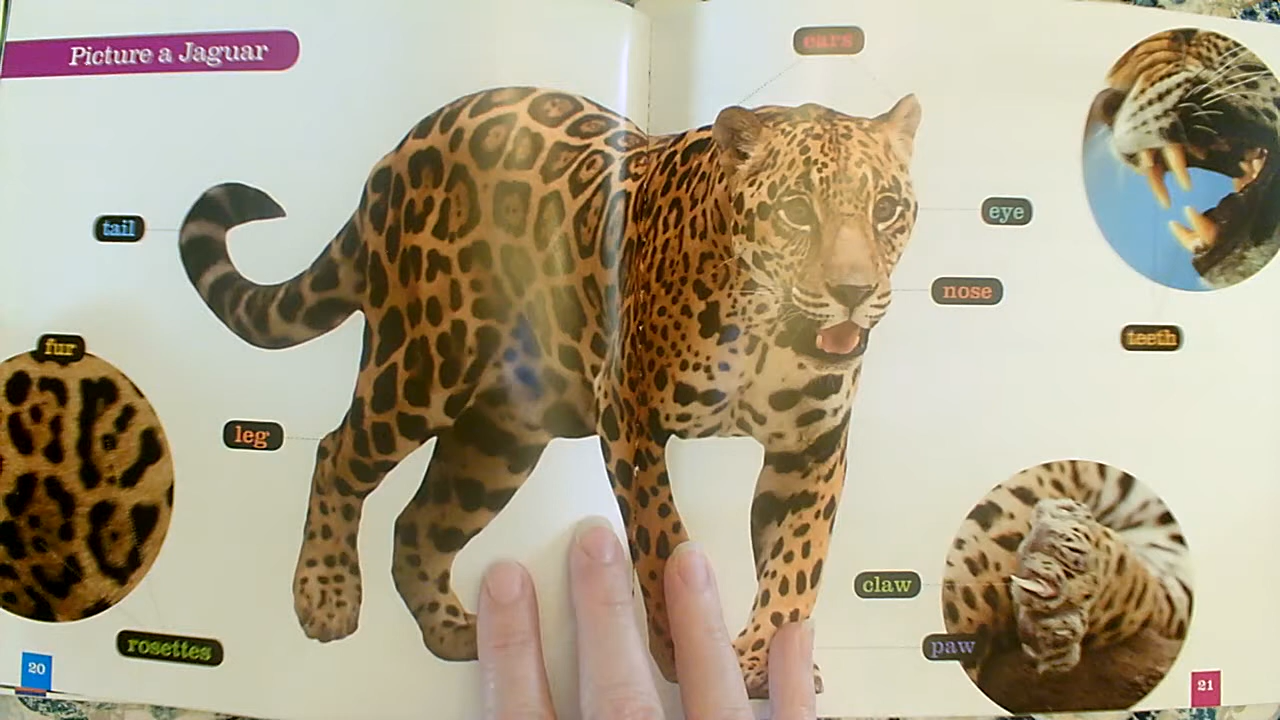 Picture a Jaguar
tail
fur
leg
rosettes
20
ears
eye
nose
teeth
claw
paw
21